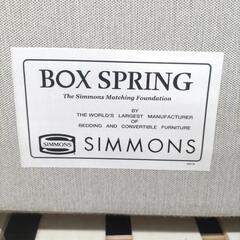 BOX SPRING
The Simmons Matching Foundation
BY
THE WORLD'S LARGEST MANUFACTURER
OF
BEDDING AND CONVERTIBLE FURNITURE
SIMMONS SIMMONS